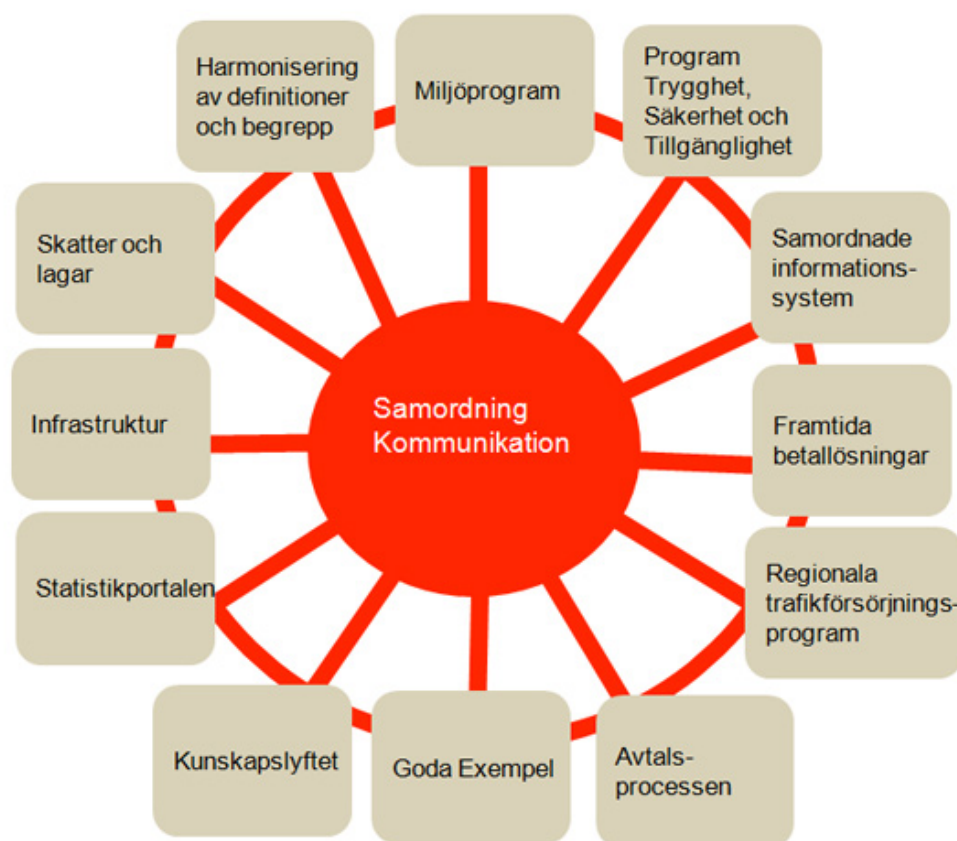 Harmonisering
av definitioner
och begrepp
Miljöprogram
Program
Trygghet,
Säkerhet och
Tillgänglighet
Skatter och
lagar
Samordnade
informations-
system
Infrastruktur
Samordning
Kommunikation
Framtida
betallösningar
Statistikportalen
Regionala
trafikförsörjnings-
program
Kunskapslyftet
Goda Exempel
Avtals-
processen